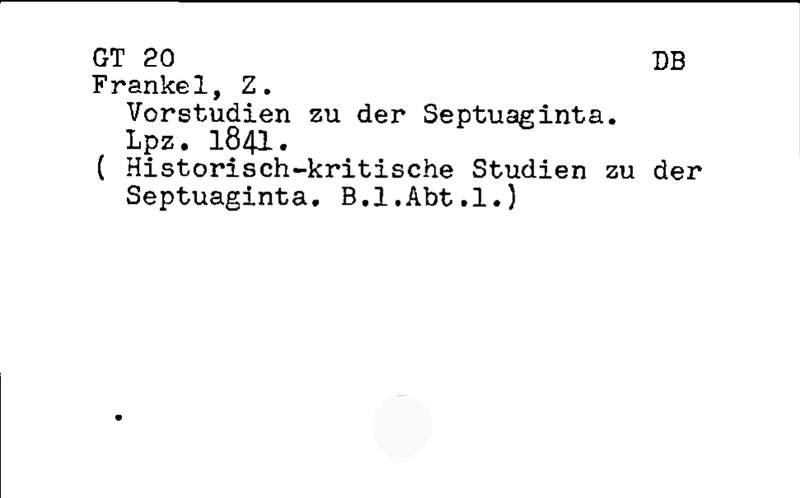 GT 20 DB
Frankel, Z.
Vorstudien zu der Septuaginta.
Lpz. 1841.
( Historisch-kritische Studien zu der
Septuaginta. B.1.Abt.1.)